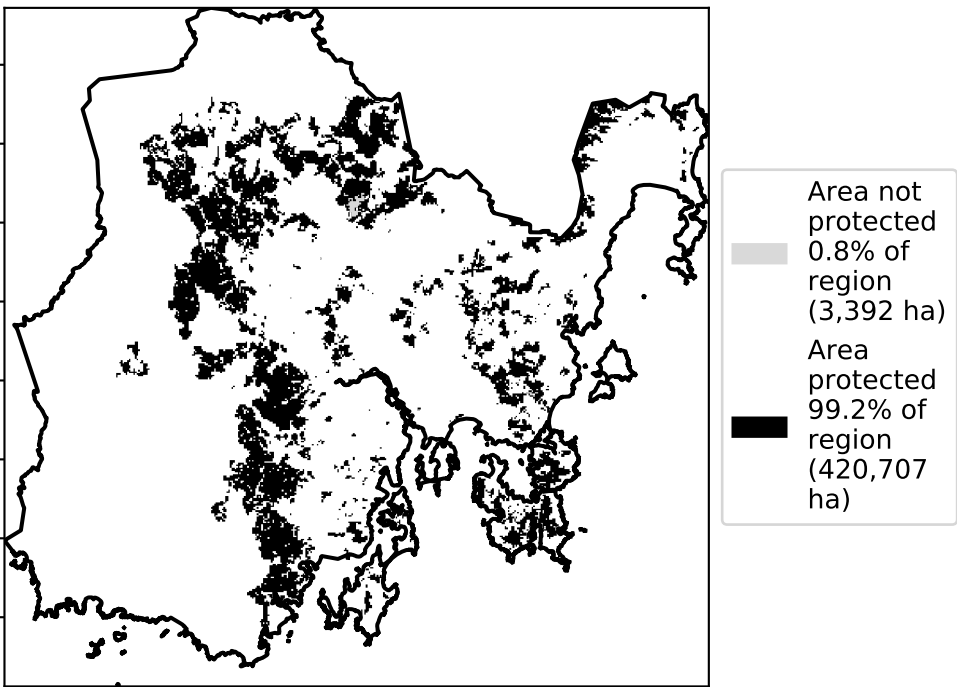 Area not
protected
0.8% of
region
(3,392 ha)
Area
protected
99.2% of
region
(420,707
ha)